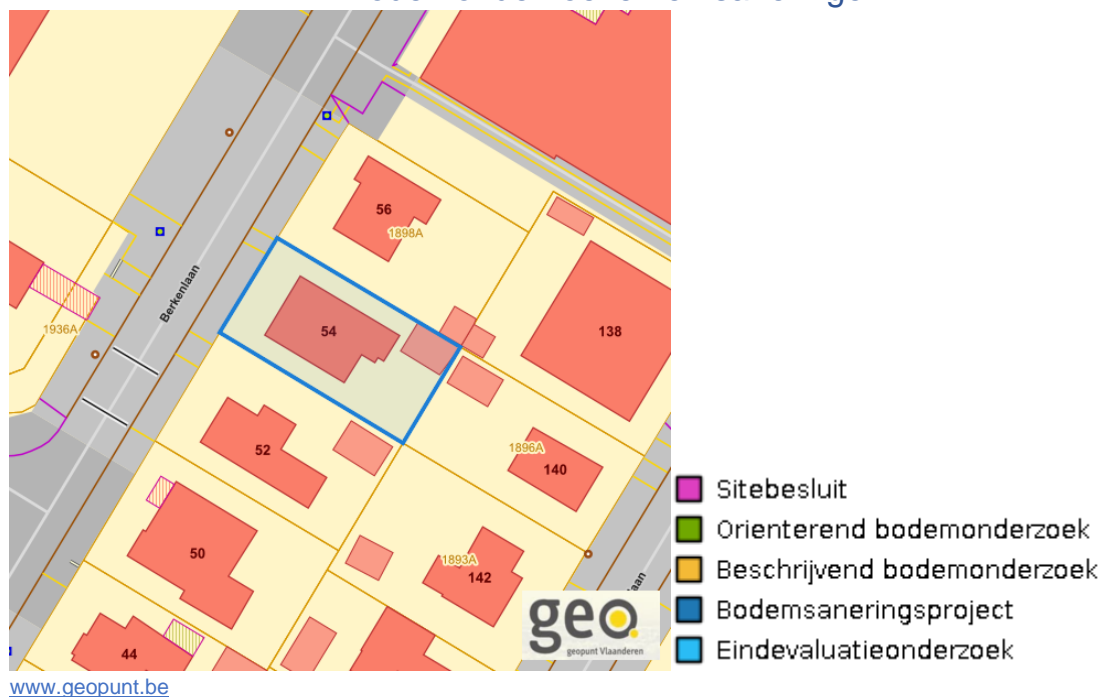 56
1898A
Berkenlaan
54
138
1936A
52
1896A
140
50
1893A
142
laan
44
geo
geopunt Vlaanderen
Sitebesluit
Orienterend bodemonderzoek
Beschrijvend bodemonderzoek
Bodemsaneringsproject
Eindevaluatieonderzoek
www.geopunt.be